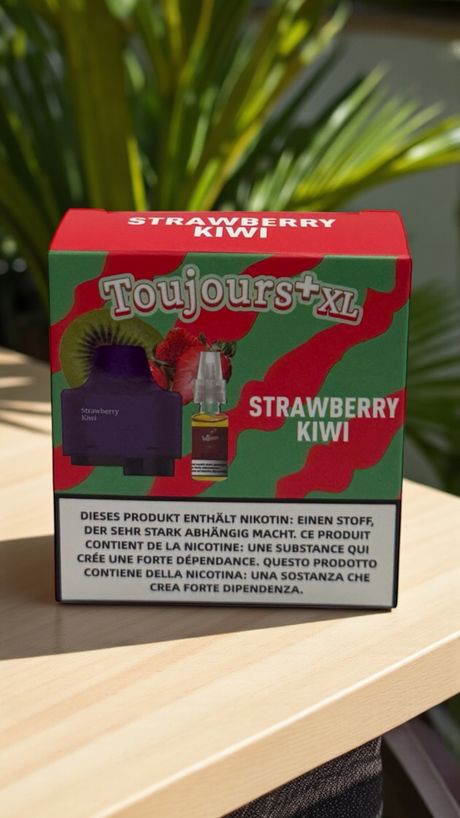 STRAWBERRY
KIWI
Toujours+XL
Strawberry
Kiwi
STRAWBERRY
KIWI
DIESES PRODUKT ENTHÄLT NIKOTIN: EINEN STOFF,
DER SEHR STARK ABHÄNGIG MACHT. CE PRODUIT
CONTIENT DE LA NICOTINE: UNE SUBSTANCE QUI
CRÉE UNE FORTE DÉPENDANCE. QUESTO PRODOTTO
CONTIENE DELLA NICOTINA: UNA SOSTANZA CHE
CREA FORTE DIPENDENZA.